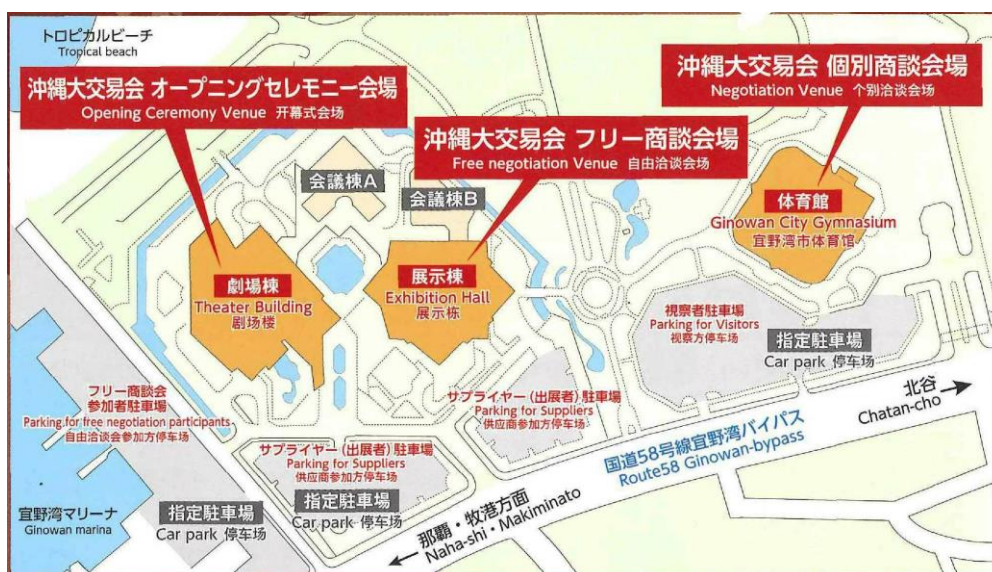 トロピカルビーチ
Tropical beach
沖縄大交易会 オープニングセレモニー会場
Opening Ceremony Venue 开幕式会场
沖縄大交易会 個別商談会場
Negotiation Venue 个别洽谈会场
沖縄大交易会 フリー商談会場
Free negotiation Venue 自由洽谈会场
会議棟A
会議棟B
体育館
Ginowan City Gymnasium
宜野湾市体育馆
劇場棟
Theater Building
剧场楼
展示棟
Exhibition Hall
展示栋
視察者駐車場
Parking for Visitors
视察方停车场
指定駐車場
Car park 停车场
北谷
Chatan-cho
フリー商談会
参加者駐車場
Parking for free negotiation participants
自由洽谈会参加方停车场
サプライヤー(出展者)駐車場
Parking for Suppliers
供应商参加方停车场
サプライヤー(出展者)駐車場
Parking for Suppliers
供应商参加方停车场
国道58号線宜野湾バイパス
Route58 Ginowan-bypass
指定駐車場
Car park 停车场
宜野湾マリーナ
Ginowan marina
指定駐車場
Car park 停车场
那覇・牧港方面
Naha-shi・Makiminato